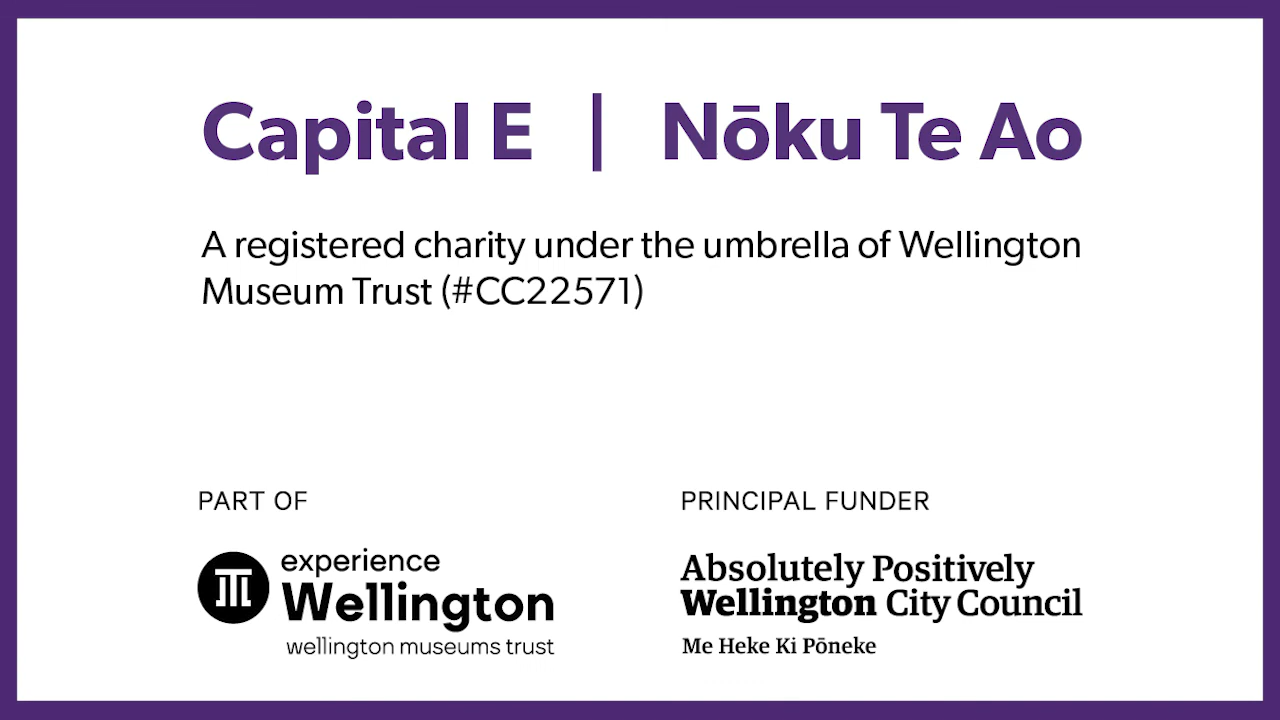 Capital E | Nōku Te Ao
A registered charity under the umbrella of Wellington
Museum Trust (#CC22571)
PART OF
experience
Wellington
wellington museums trust
PRINCIPAL FUNDER
Absolutely Positively
Wellington City Council
Me Heke Ki Pōneke